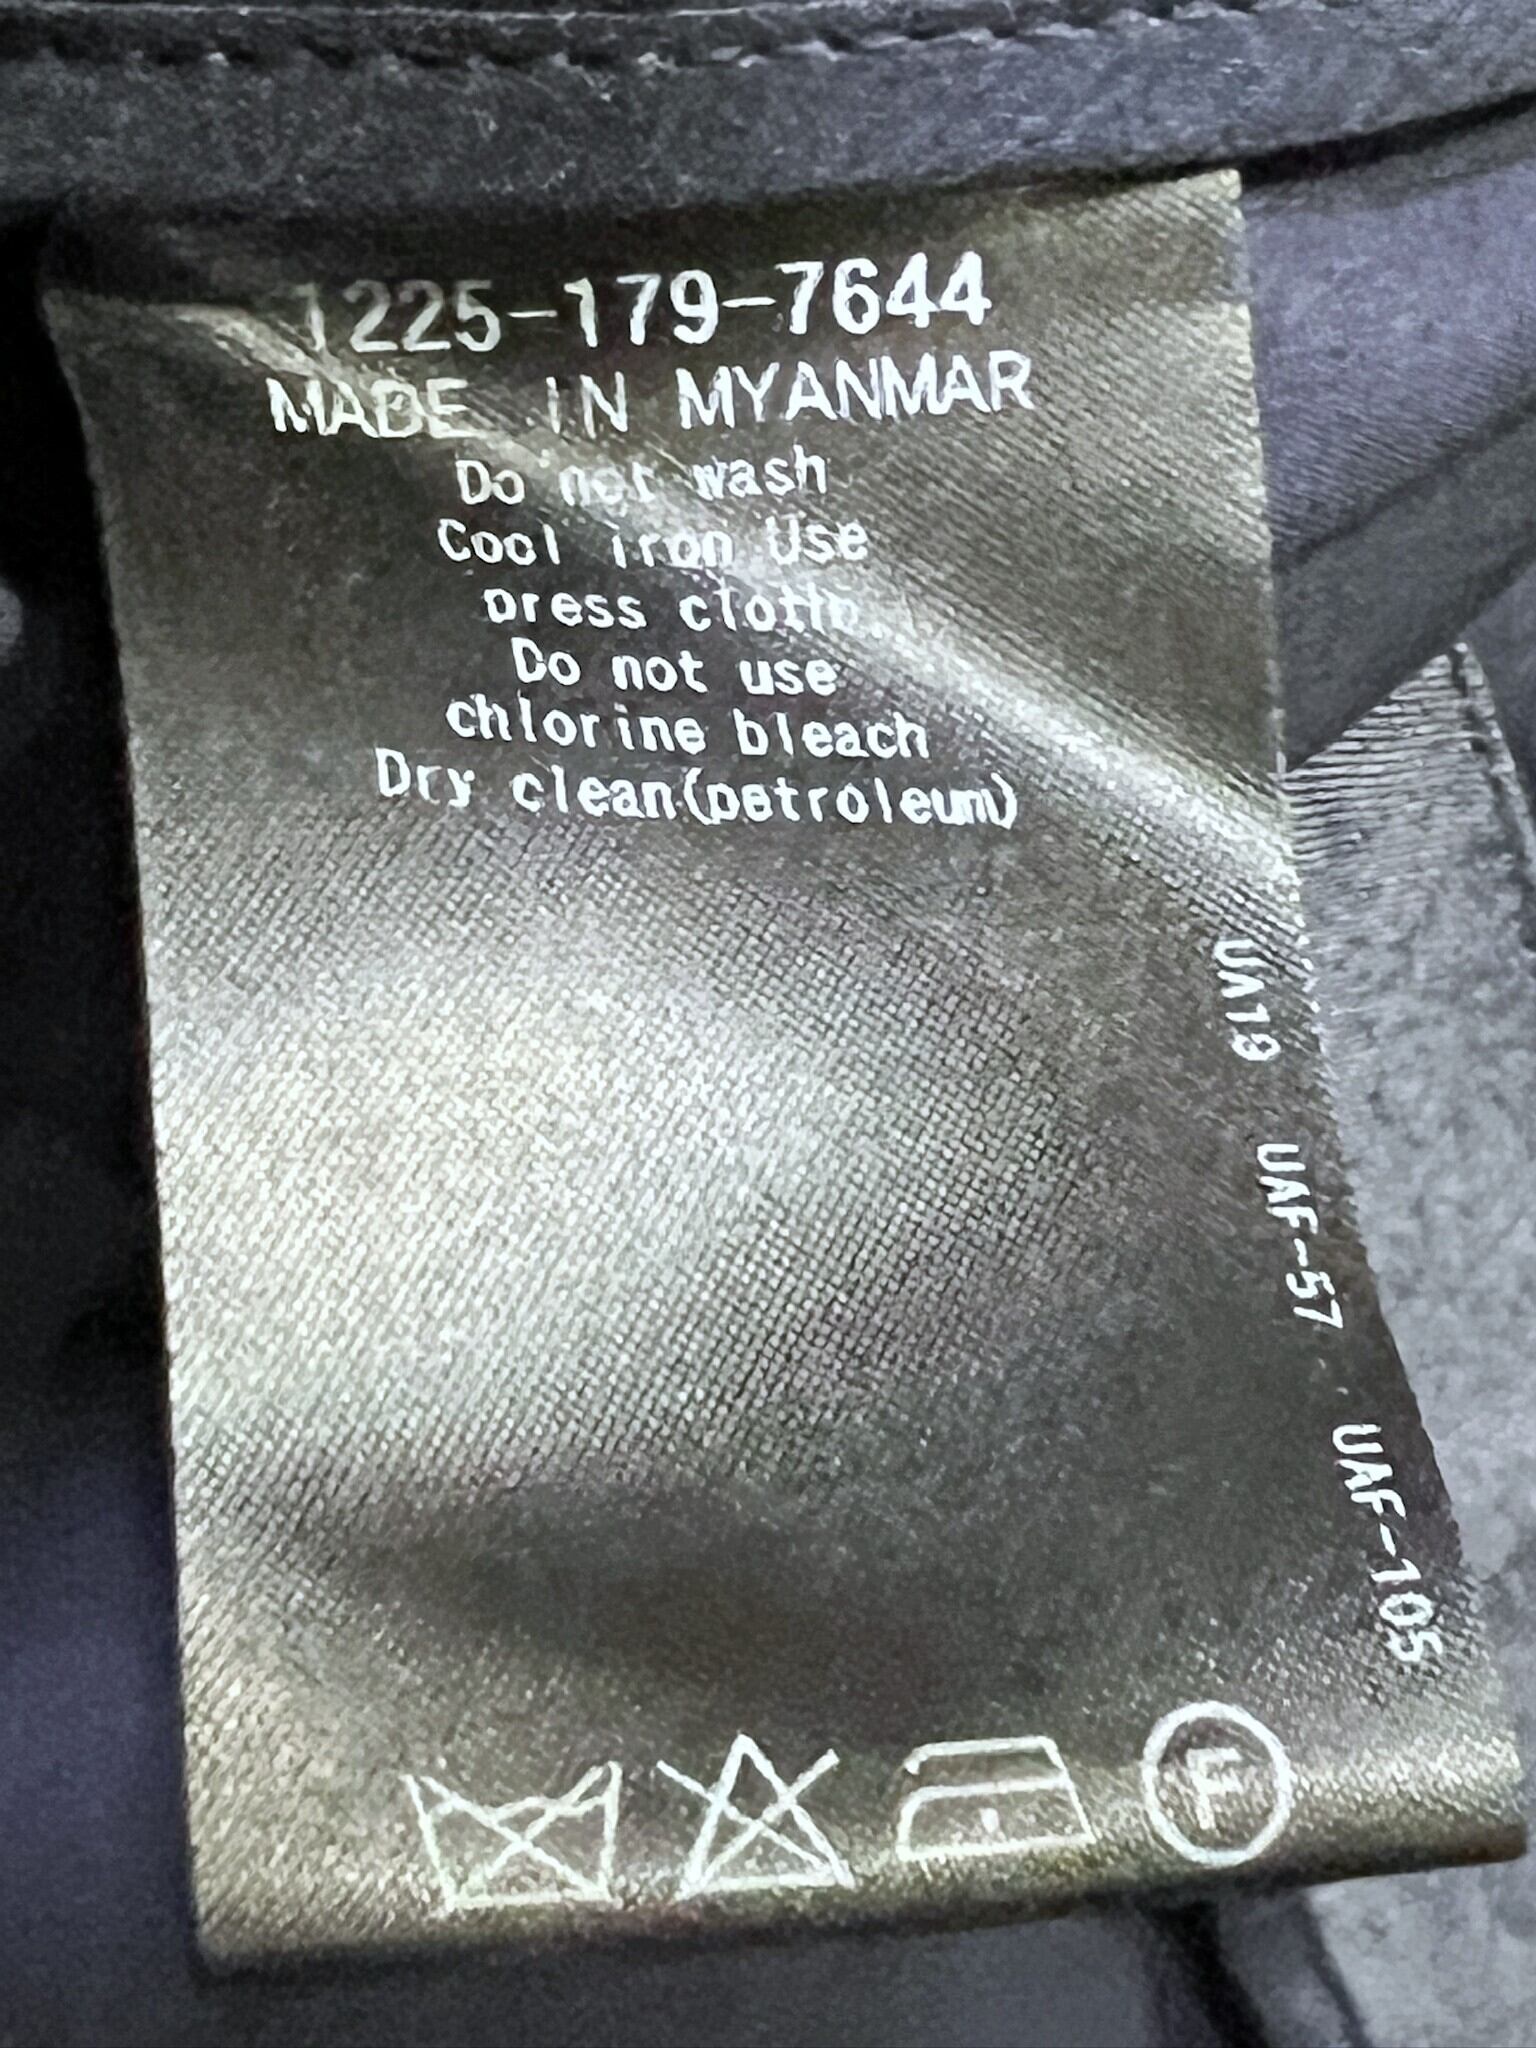 1225-179-7644
MADE IN MYANMAR
Do not wash
Cool iron Use
press cloth.
Do not use
chlorine bleach
Dry clean(petroleum)
UA19 UAF-57 UAF-105
F